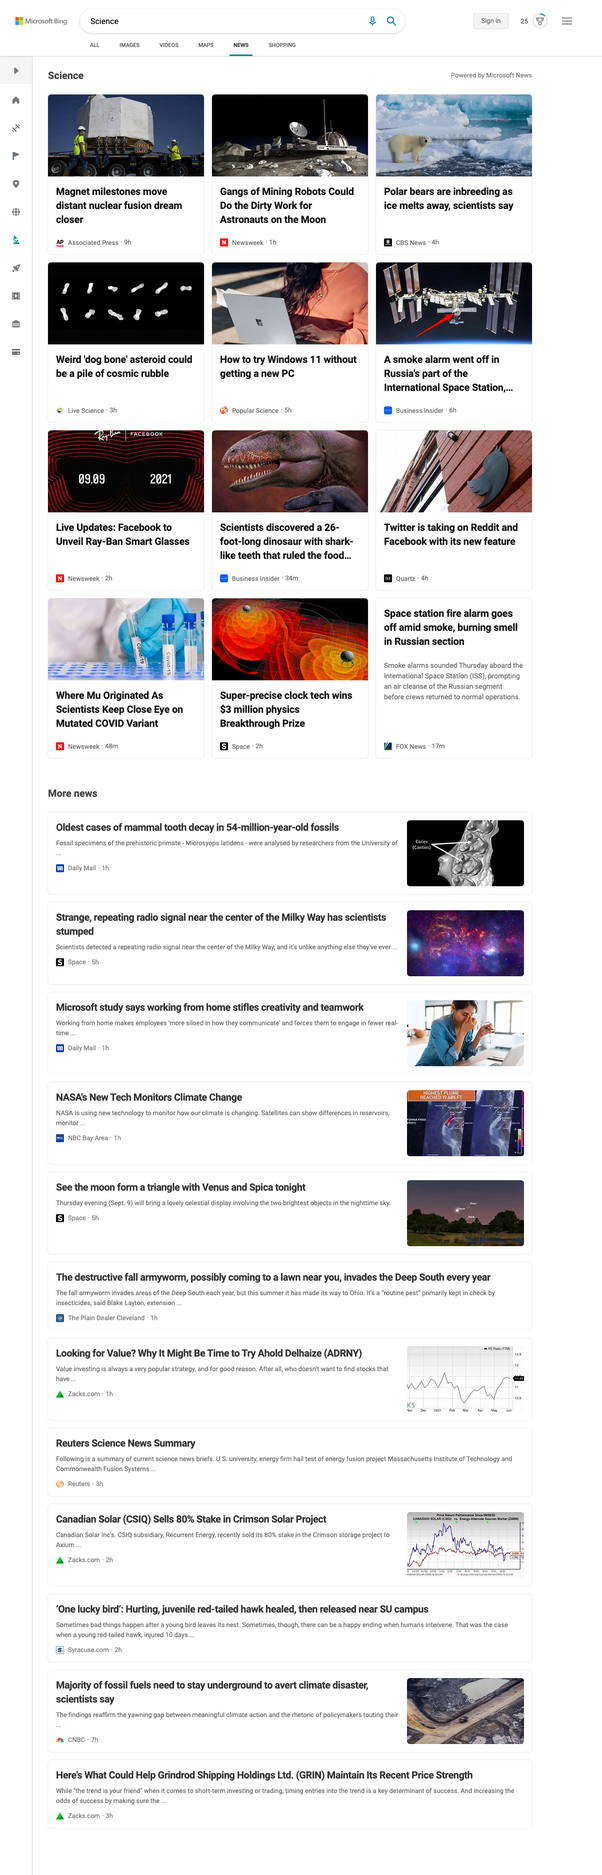 Microsoft Bing
Science
Sign in
25
ALL
IMAGES
VIDEOS
MAPS
NEWS
SHOPPING
Science
Powered by Microsoft News
Magnet milestones move
distant nuclear fusion dream
closer
AP Associated Press · 9h
Gangs of Mining Robots Could
Do the Dirty Work for
Astronauts on the Moon
Newsweek · 1h
Polar bears are inbreeding as
ice melts away, scientists say
CBS News · 4h
Weird 'dog bone' asteroid could
be a pile of cosmic rubble
Live Science · 3h
How to try Windows 11 without
getting a new PC
Popular Science · 5h
A smoke alarm went off in
Russia's part of the
International Space Station,...
Business Insider · 6h
Ray-Ban | FACEBOOK
09.09 2021
Live Updates: Facebook to
Unveil Ray-Ban Smart Glasses
Newsweek · 2h
Scientists discovered a 26-
foot-long dinosaur with shark-
like teeth that ruled the food...
Business Insider · 34m
Twitter is taking on Reddit and
Facebook with its new feature
Quartz · 4h
Where Mu Originated As
Scientists Keep Close Eye on
Mutated COVID Variant
Newsweek · 48m
Super-precise clock tech wins
$3 million physics
Breakthrough Prize
Space · 2h
Space station fire alarm goes
off amid smoke, burning smell
in Russian section
Smoke alarms sounded Thursday aboard the
International Space Station (ISS), prompting
an air cleanse of the Russian segment
before crews returned to normal operations.
FOX News · 17m
More news
Oldest cases of mammal tooth decay in 54-million-year-old fossils
Fossil specimens of the prehistoric primate - Microsyops latidens - were analysed by researchers from the University of
...
Daily Mail · 1h
Caries
(Cavities)
Strange, repeating radio signal near the center of the Milky Way has scientists
stumped
Scientists detected a repeating radio signal near the center of the Milky Way, and it's unlike anything else they've ever ...
Space · 5h
Microsoft study says working from home stifles creativity and teamwork
Working from home makes employees 'more siloed in how they communicate' and forces them to engage in fewer real-
time ...
Daily Mail · 1h
NASA's New Tech Monitors Climate Change
NASA is using new technology to monitor how our climate is changing. Satellites can show differences in reservoirs,
monitor ...
NBC Bay Area · 1h
HIGHEST PLUME
See the moon form a triangle with Venus and Spica tonight
Thursday evening (Sept. 9) will bring a lovely celestial display involving the two brightest objects in the nighttime sky.
Space · 5h
The destructive fall armyworm, possibly coming to a lawn near you, invades the Deep South every year
The fall armyworm invades areas of the Deep South each year, but this summer it has made its way to Ohio. It's a "routine pest" primarily kept in check by
insecticides, said Blake Layton, extension ...
The Plain Dealer Cleveland · 1h
Looking for Value? Why It Might Be Time to Try Ahold Delhaize (ADRNY)
Value investing is always a very popular strategy, and for good reason. After all, who doesn't want to find stocks that
have ...
Zacks.com · 1h
Reuters Science News Summary
Following is a summary of current science news briefs. U.S. university, energy firm hail test of energy fusion project Massachusetts Institute of Technology and
Commonwealth Fusion Systems ...
Reuters · 3h
Canadian Solar (CSIQ) Sells 80% Stake in Crimson Solar Project
Canadian Solar Inc's. CSIQ subsidiary, Recurrent Energy, recently sold its 80% stake in the Crimson storage project to
Axium ...
Zacks.com · 2h
'One lucky bird': Hurting, juvenile red-tailed hawk healed, then released near SU campus
Sometimes bad things happen after a young bird leaves its nest. Sometimes, though, there can be a happy ending when humans intervene. That was the case
when a young red-tailed hawk, injured 10 days ...
Syracuse.com · 2h
Majority of fossil fuels need to stay underground to avert climate disaster,
scientists say
The findings reaffirm the yawning gap between meaningful climate action and the rhetoric of policymakers touting their
...
CNBC · 7h
Here's What Could Help Grindrod Shipping Holdings Ltd. (GRIN) Maintain Its Recent Price Strength
While "the trend is your friend" when it comes to short-term investing or trading, timing entries into the trend is a key determinant of success. And increasing the
odds of success by making sure the ...
Zacks.com · 3h